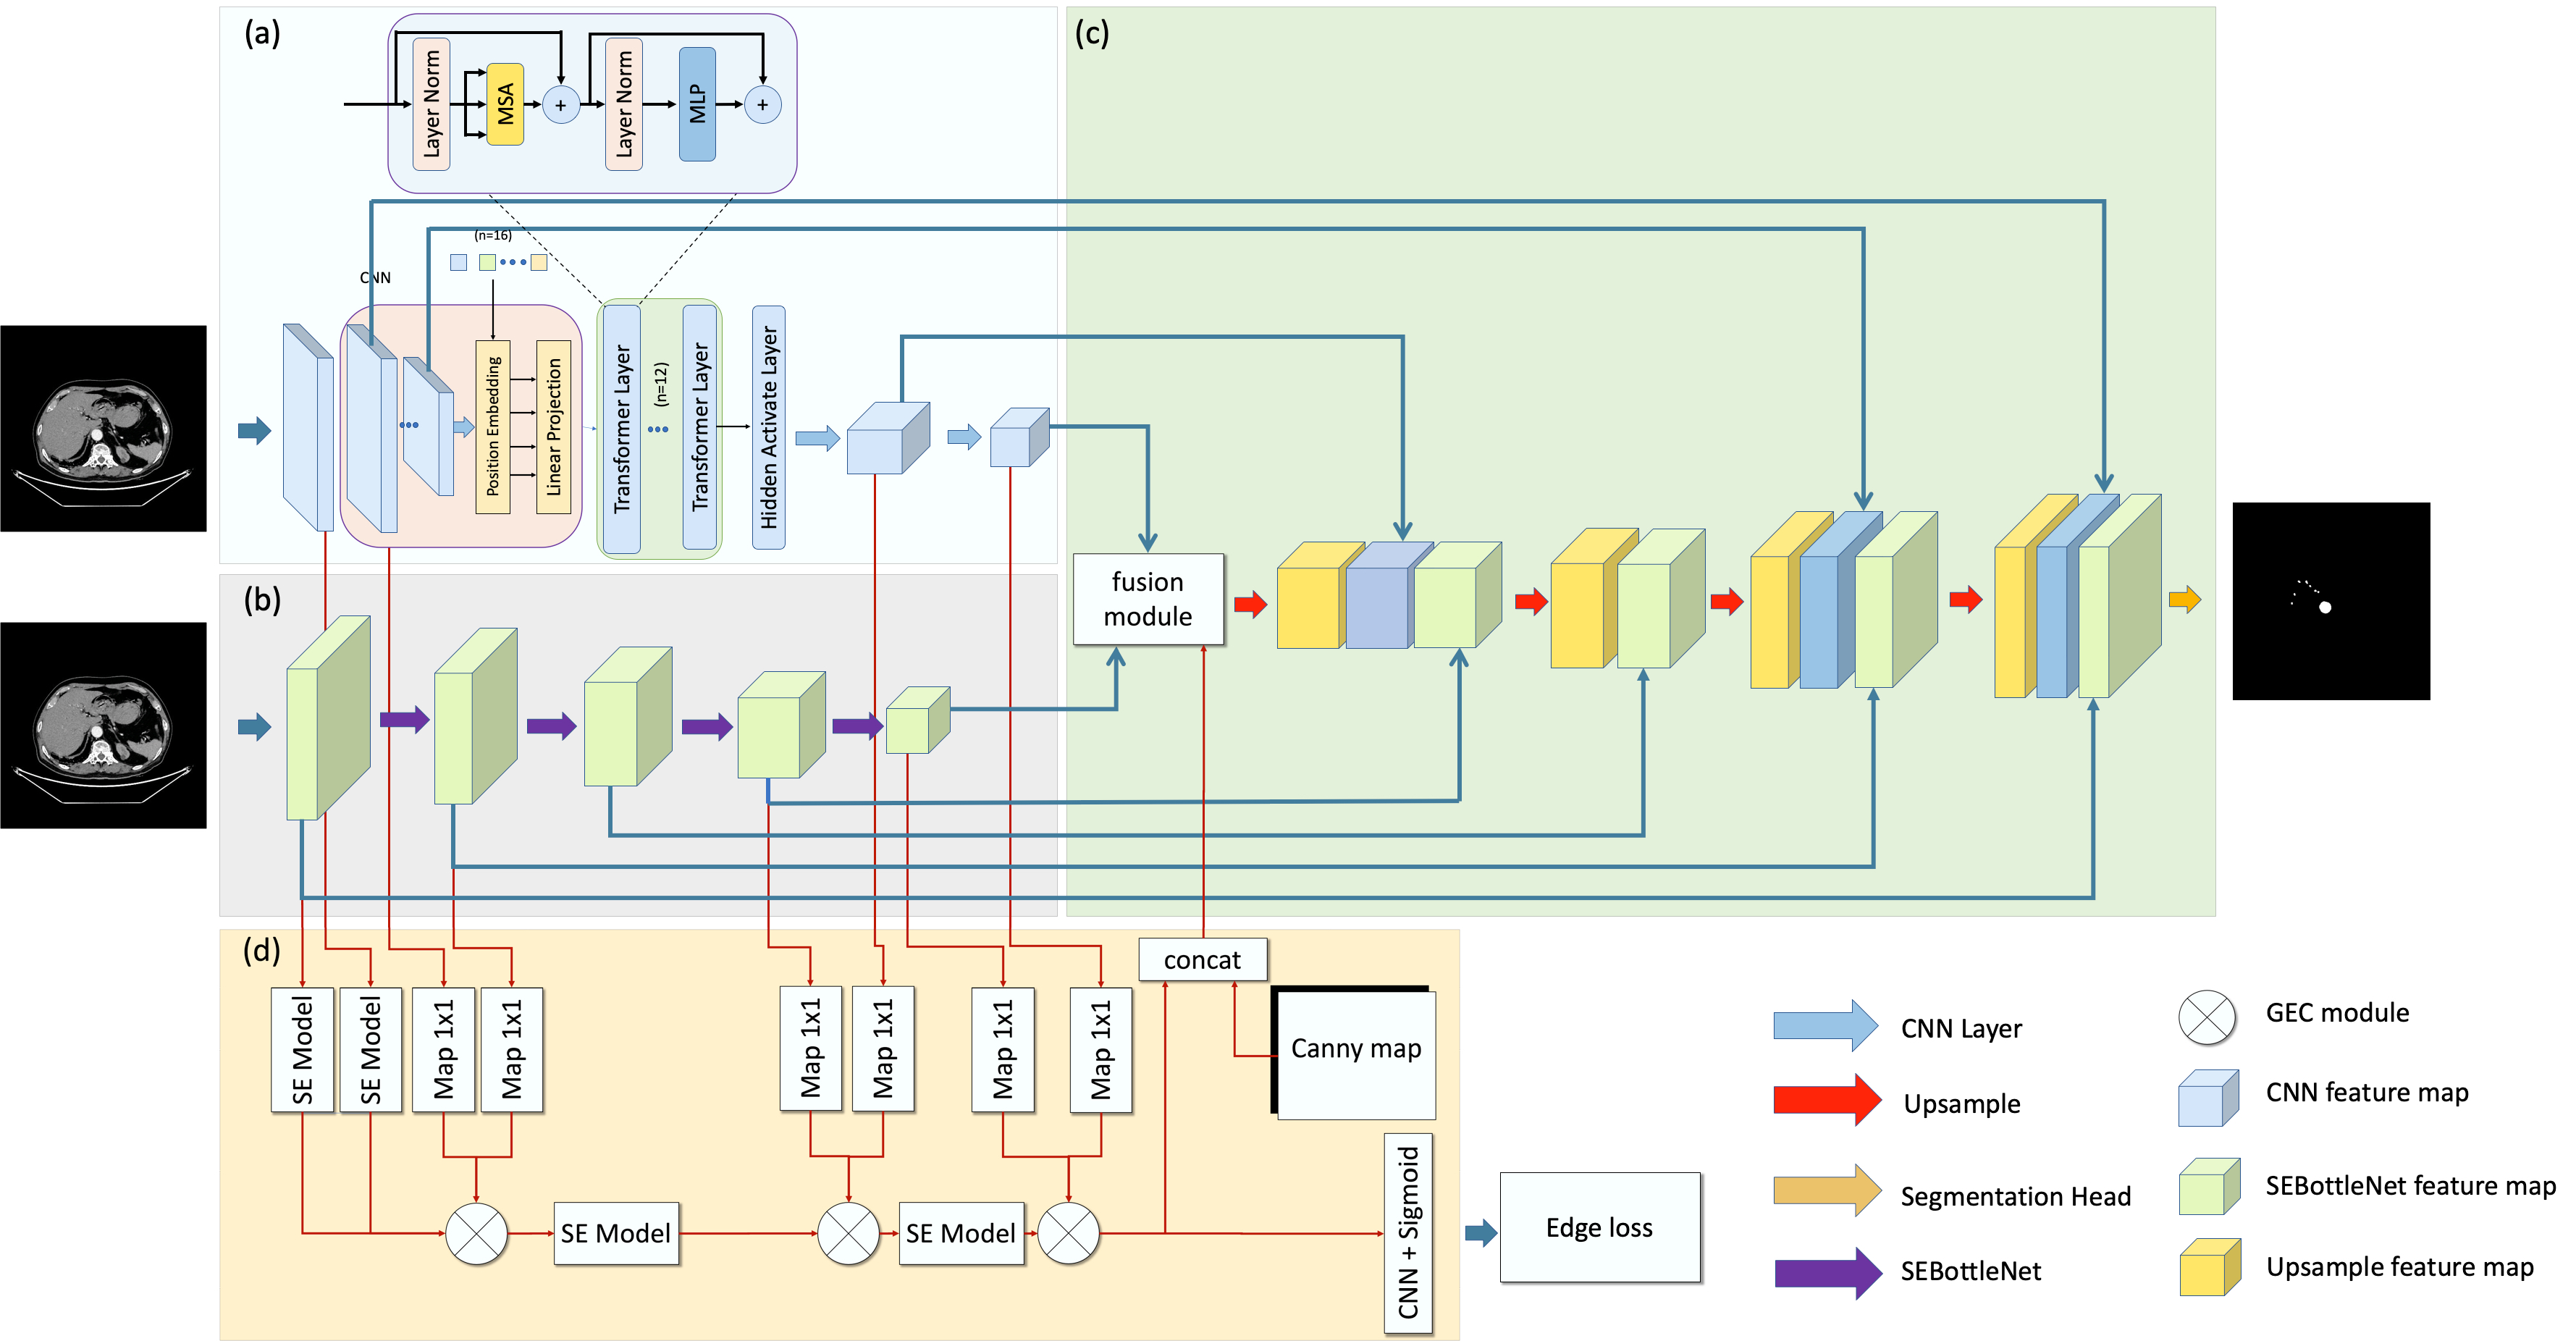 (a)
Layer Norm
MSA
+
Layer Norm
MLP
+
(n=16)
CNN
Position Embedding
Linear Projection
Transformer Layer
(n=12)
Transformer Layer
Hidden Activate Layer
(b)
(c)
fusion
module
(d)
SE Model
SE Model
Map 1x1
Map 1x1
Map 1x1
Map 1x1
Map 1x1
Map 1x1
concat
Canny map
SE Model
SE Model
CNN + Sigmoid
Edge loss
CNN Layer
Upsample
Segmentation Head
SEBottleNet
GEC module
CNN feature map
SEBottleNet feature map
Upsample feature map